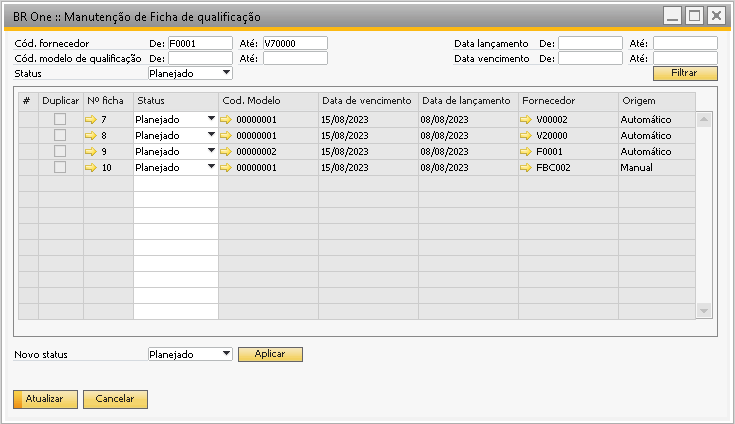 BR One :: Manutenção de Ficha de qualificação
Cód. fornecedor De: F0001 Até: V70000 Data lançamento De: Até:
Cód. modelo de qualificação De: Até: Data vencimento De: Até:
Status Planejado Filtrar
# Duplicar Nº ficha Status Cod. Modelo Data de vencimento Data de lançamento Fornecedor Origem
7 Planejado 00000001 15/08/2023 08/08/2023 V00002 Automático
8 Planejado 00000001 15/08/2023 08/08/2023 V20000 Automático
9 Planejado 00000002 15/08/2023 08/08/2023 F0001 Automático
10 Planejado 00000001 15/08/2023 08/08/2023 FBC002 Manual
Novo status Planejado Aplicar
Atualizar Cancelar